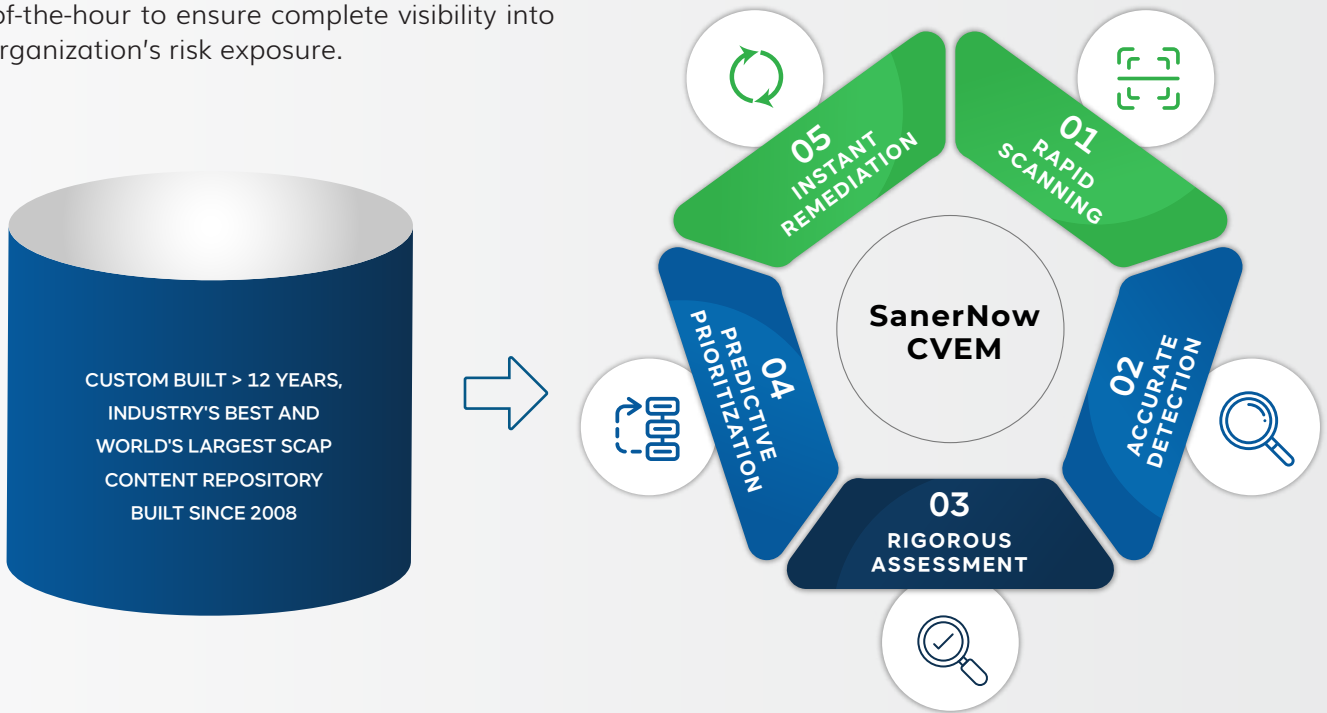 of-the-hour to ensure complete visibility into
rganization's risk exposure.
CUSTOM BUILT > 12 YEARS,
INDUSTRY'S BEST AND
WORLD'S LARGEST SCAP
CONTENT REPOSITORY
BUILT SINCE 2008
SanerNow
CVEM
01
RAPID
SCANNING
02
ACCURATE
DETECTION
03
RIGOROUS
ASSESSMENT
04
PREDICTIVE
PRIORITIZATION
05
INSTANT
REMEDIATION